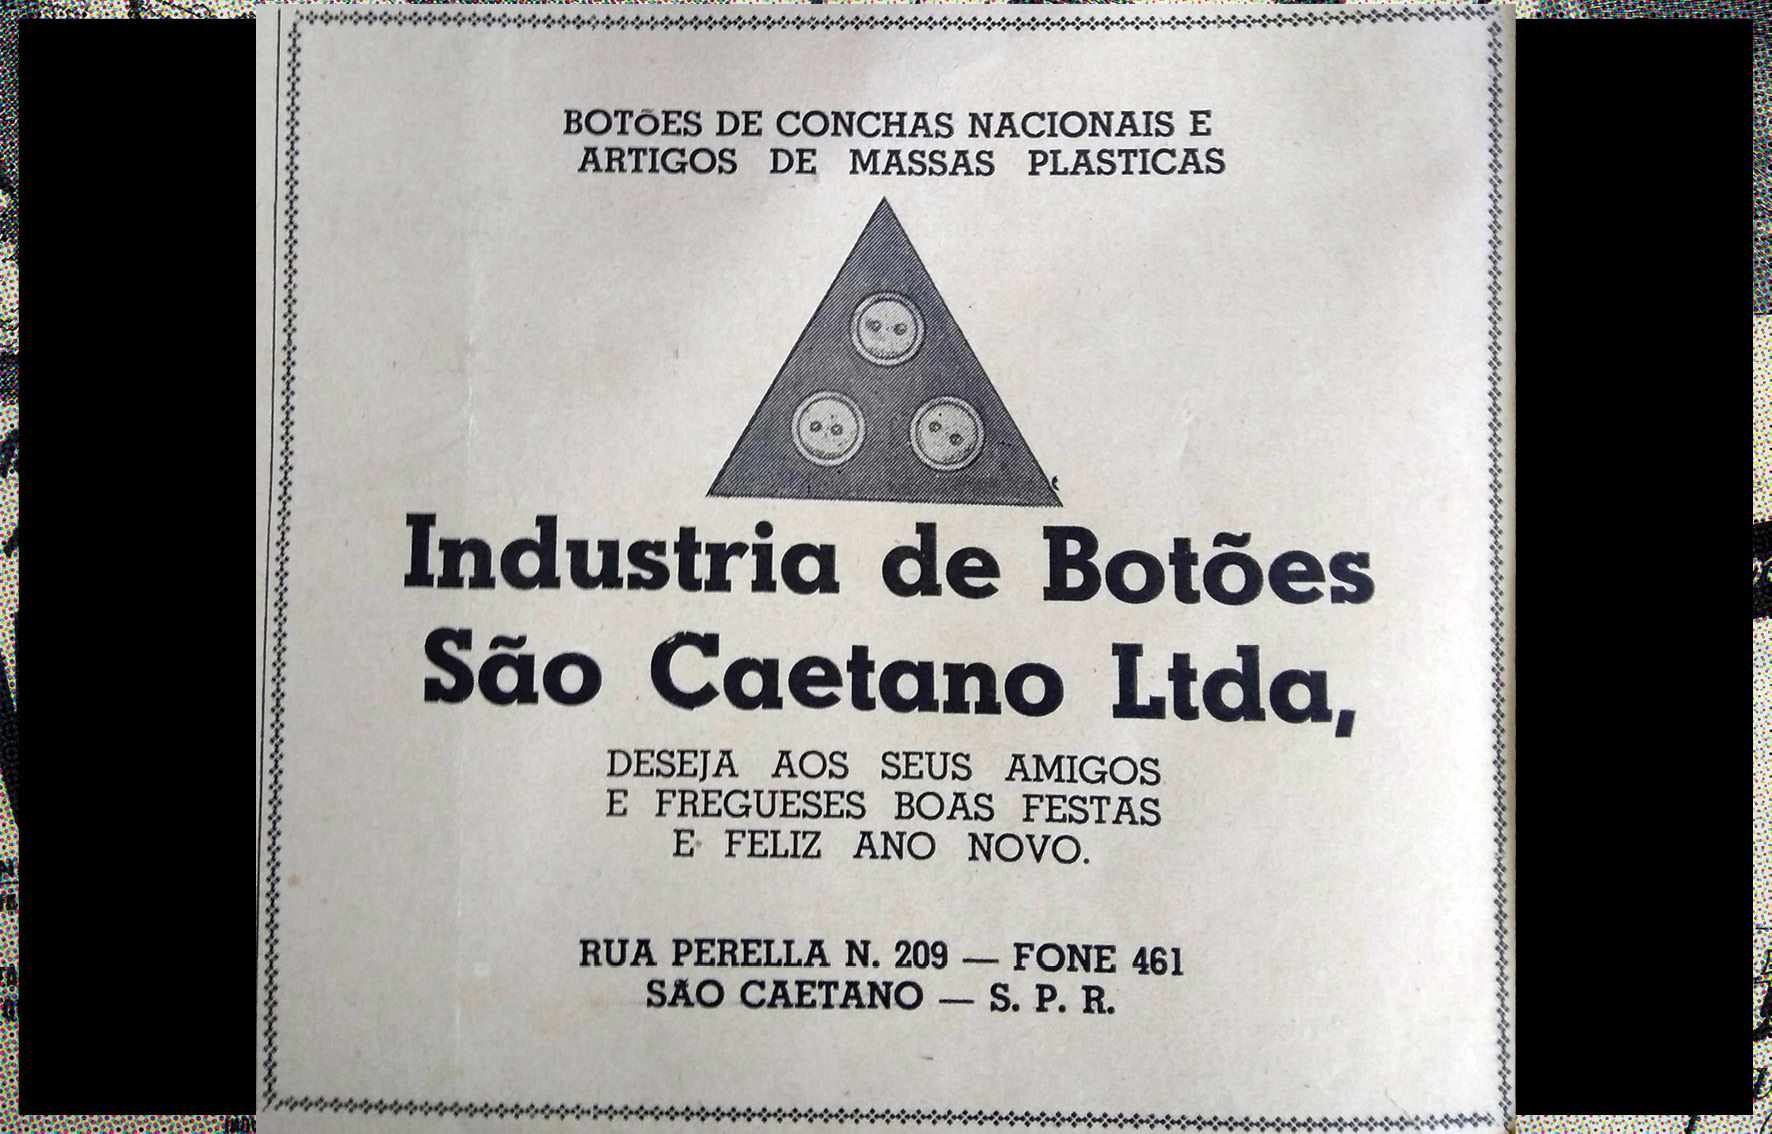 BOTÕES DE CONCHAS NACIONAIS E
ARTIGOS DE MASSAS PLASTICAS
Industria de Botões
São Caetano Ltda,
DESEJA AOS SEUS AMIGOS
E FREGUESES BOAS FESTAS
E FELIZ ANO NOVO.
RUA PERELLA N. 209 — FONE 461
SÃO CAETANO — S. P. R.